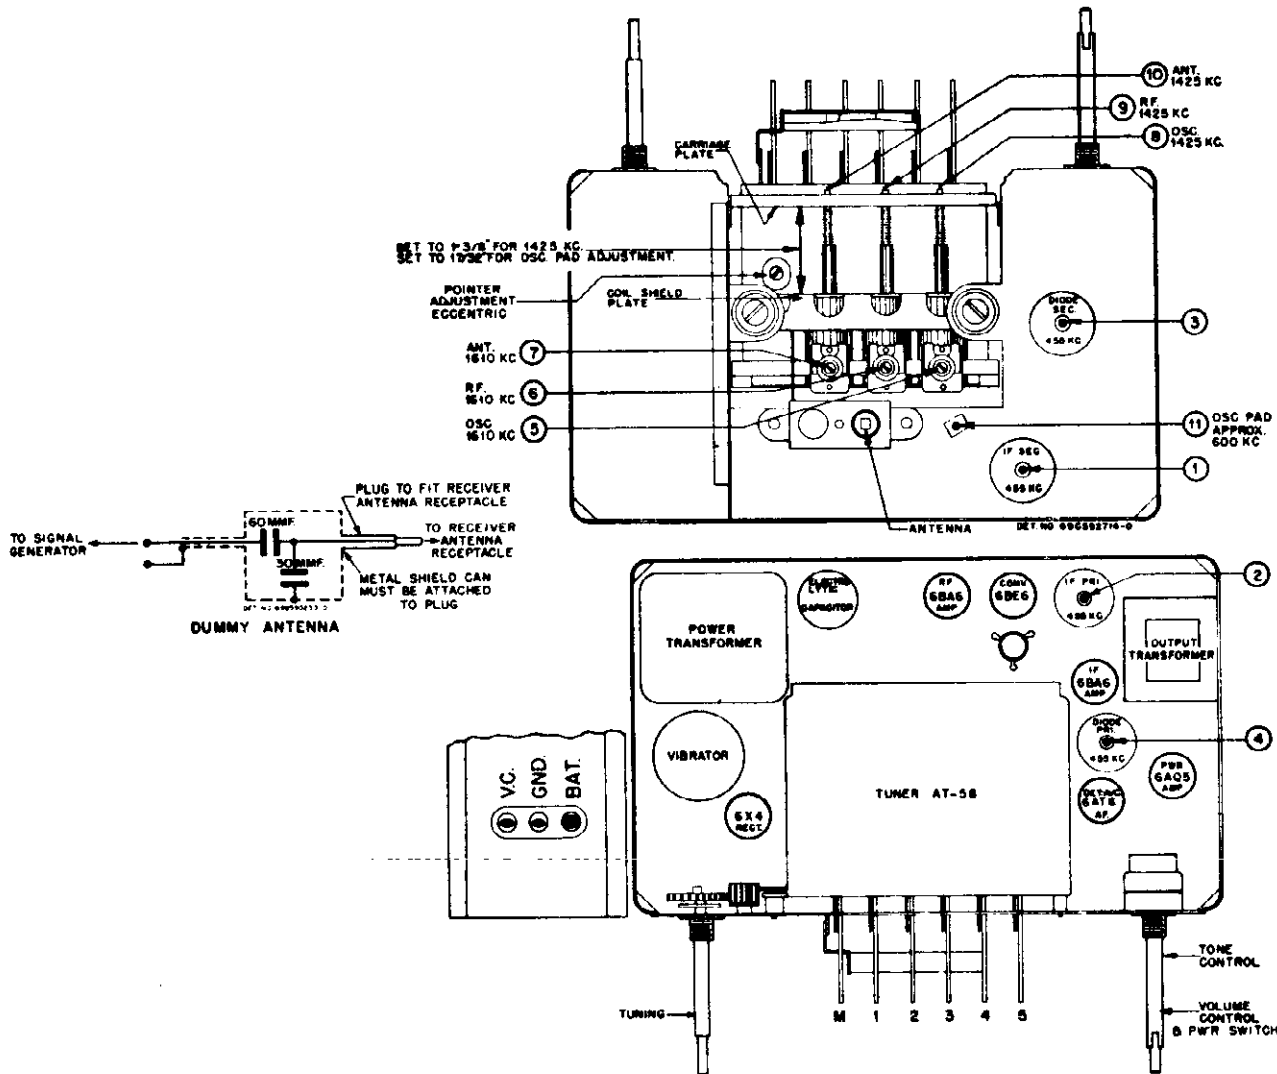 10 ANT.
1425 KC
9 RF.
1425 KC
8 OSC.
1425 KC.
CARRIAGE
PLATE
SET TO 1-3/8" FOR 1425 KC.
SET TO 17/32" FOR OSC. PAD ADJUSTMENT.
POINTER
ADJUSTMENT
ECCENTRIC
COIL SHIELD
PLATE
DIODE
SEC.
455 KC
3
ANT.
1610 KC 7
RF.
1610 KC 6
OSC
1610 KC 5
11 OSC PAD
APPROX.
600 KC
IF SEC
455 KC
1
ANTENNA
PLUG TO FIT RECEIVER
ANTENNA RECEPTACLE
TO SIGNAL
GENERATOR
60 MMF.
30 MMF.
TO RECEIVER
ANTENNA
RECEPTACLE
METAL SHIELD CAN
MUST BE ATTACHED
TO PLUG
DUMMY ANTENNA
POWER
TRANSFORMER
ELECTRO
LYTIC
CAPACITOR
RF
6BA6
AMP
CONV
6BE6
IF PRI
455 KC
2
OUTPUT
TRANSFORMER
IF
6BA6
AMP
DIODE
PRI.
455 KC
4
VIBRATOR
V.C.
GND.
BAT.
6X4
RECT.
TUNER AT-58
PWR
6AQ5
AMP
6AT6
AF.
TONE
CONTROL
TUNING
M 1 2 3 4 5
VOLUME
CONTROL
& PW'R SWITCH